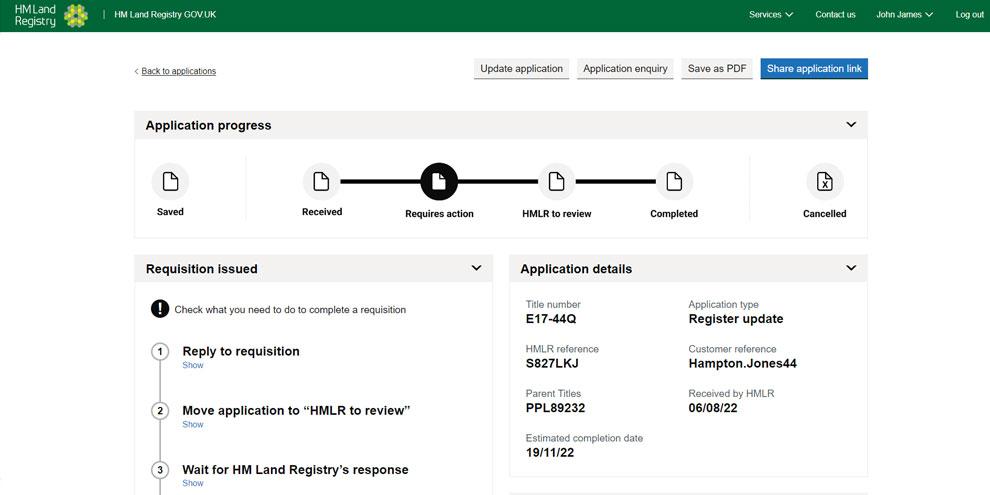 HM Land
Registry
HM Land Registry GOV.UK
Services
Contact us
John James
Log out
Back to applications
Update application
Application enquiry
Save as PDF
Share application link
Application progress
Saved
Received
Requires action
HMLR to review
Completed
X
Cancelled
Requisition issued
! Check what you need to do to complete a requisition
1 Reply to requisition
Show
2 Move application to “HMLR to review”
Show
3 Wait for HM Land Registry’s response
Show
Application details
Title number
E17-44Q
Application type
Register update
HMLR reference
S827LKJ
Customer reference
Hampton.Jones44
Parent Titles
PPL89232
Received by HMLR
06/08/22
Estimated completion date
19/11/22